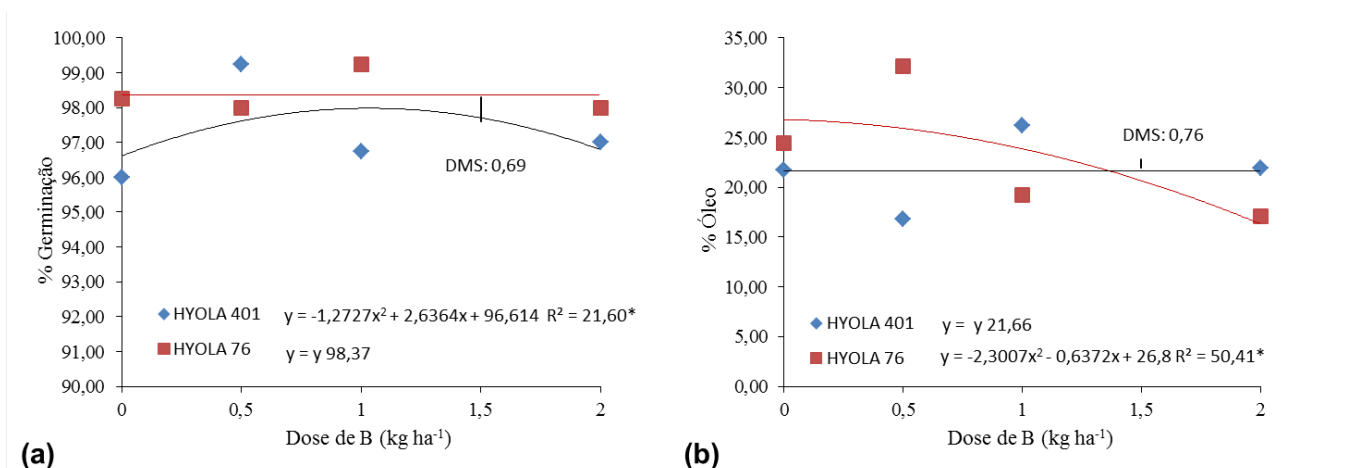 100,00
99,00
98,00
97,00
96,00
95,00
94,00
93,00
92,00
91,00
90,00
% Germinação
DMS: 0,69
HYOLA 401 y = -1,2727x² + 2,6364x + 96,614 R² = 21,60*
HYOLA 76 y = y 98,37
0 0,5 1 1,5 2
Dose de B (kg ha⁻¹)
(a)
35,00
30,00
25,00
20,00
15,00
10,00
5,00
0,00
% Óleo
DMS: 0,76
HYOLA 401 y = y 21,66
HYOLA 76 y = -2,3007x² - 0,6372x + 26,8 R² = 50,41*
0 0,5 1 1,5 2
Dose de B (kg ha⁻¹)
(b)